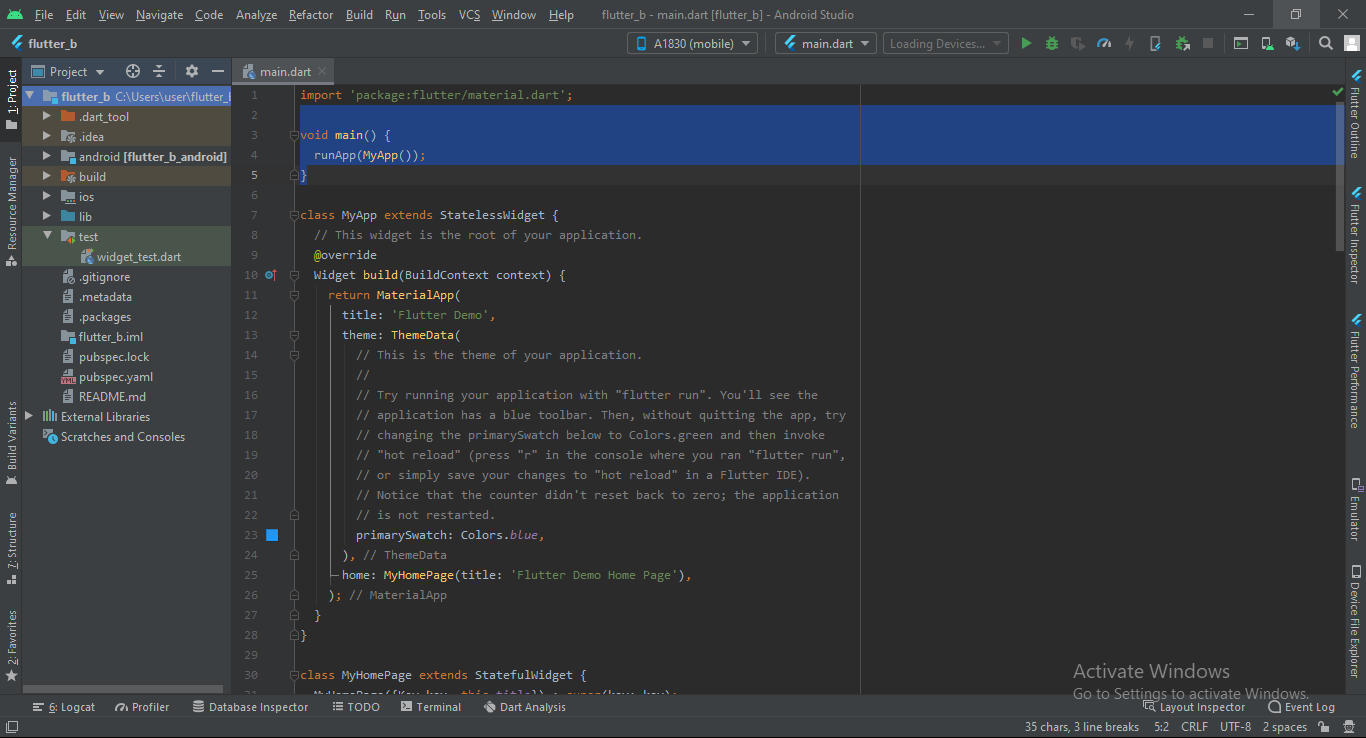 File Edit View Navigate Code Analyze Refactor Build Run Tools VCS Window Help flutter_b - main.dart [flutter_b] - Android Studio
flutter_b A1830 (mobile) main.dart Loading Devices...
Project main.dart
flutter_b C:\Users\user\flutter_
.dart_tool
.idea
android [flutter_b_android]
build
ios
lib
test
widget_test.dart
.gitignore
.metadata
.packages
flutter_b.iml
pubspec.lock
pubspec.yaml
README.md
External Libraries
Scratches and Consoles
1: Project
Resource Manager
Build Variants
7: Structure
2: Favorites
1 import 'package:flutter/material.dart';
2
3 void main() {
4 runApp(MyApp());
5 }
6
7 class MyApp extends StatelessWidget {
8 // This widget is the root of your application.
9 @override
10 Widget build(BuildContext context) {
11 return MaterialApp(
12 title: 'Flutter Demo',
13 theme: ThemeData(
14 // This is the theme of your application.
15 //
16 // Try running your application with "flutter run". You'll see the
17 // application has a blue toolbar. Then, without quitting the app, try
18 // changing the primarySwatch below to Colors.green and then invoke
19 // "hot reload" (press "r" in the console where you ran "flutter run",
20 // or simply save your changes to "hot reload" in a Flutter IDE).
21 // Notice that the counter didn't reset back to zero; the application
22 // is not restarted.
23 primarySwatch: Colors.blue,
24 ), // ThemeData
25 home: MyHomePage(title: 'Flutter Demo Home Page'),
26 ); // MaterialApp
27 }
28 }
29
30 class MyHomePage extends StatefulWidget {
31 MyHomePage({Key key, this.title}) : super(key: key);
Flutter Outline
Flutter Inspector
Flutter Performance
Emulator
Device File Explorer
Activate Windows
Go to Settings to activate Windows.
6: Logcat Profiler Database Inspector TODO Terminal Dart Analysis Layout Inspector Event Log
35 chars, 3 line breaks 5:2 CRLF UTF-8 2 spaces